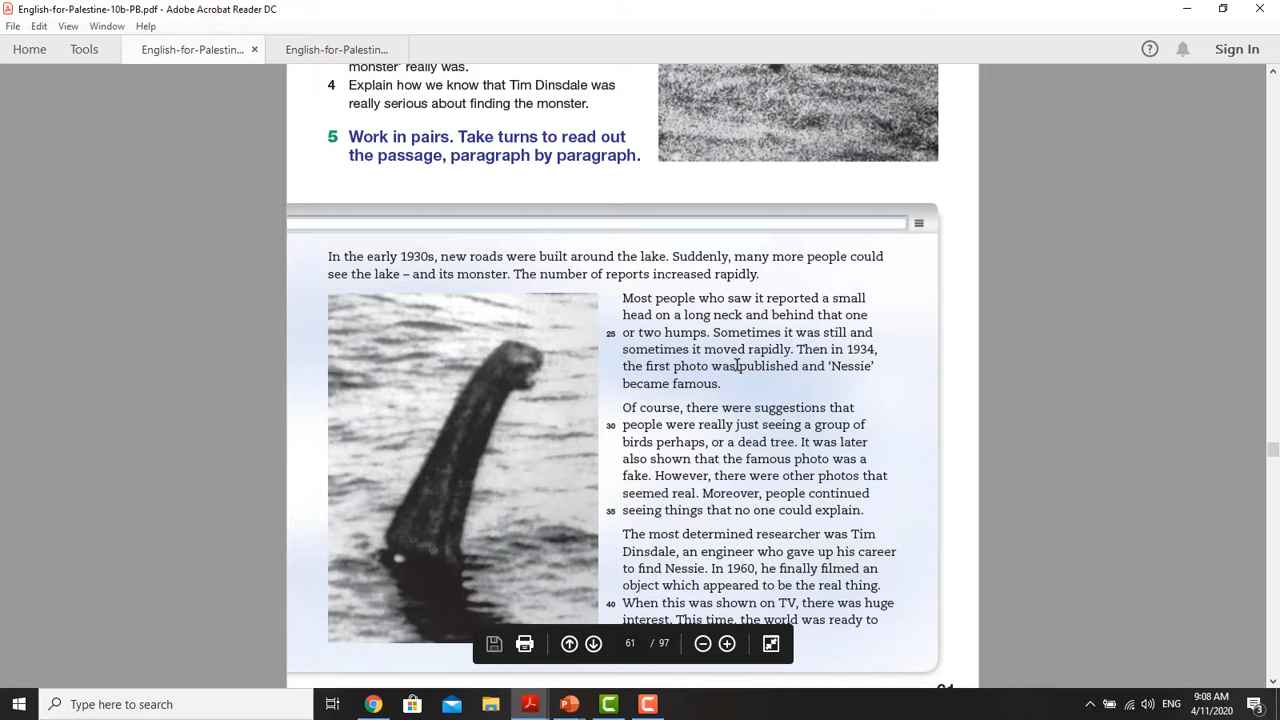 English-for-Palestine-10b-PB.pdf - Adobe Acrobat Reader DC
File Edit View Window Help
Home Tools English-for-Palestin... × English-for-Palestin... Sign In
monster' really was.
4 Explain how we know that Tim Dinsdale was
really serious about finding the monster.
5 Work in pairs. Take turns to read out
the passage, paragraph by paragraph.
In the early 1930s, new roads were built around the lake. Suddenly, many more people could
see the lake – and its monster. The number of reports increased rapidly.
Most people who saw it reported a small
head on a long neck and behind that one
25 or two humps. Sometimes it was still and
sometimes it moved rapidly. Then in 1934,
the first photo was published and ‘Nessie’
became famous.
Of course, there were suggestions that
30 people were really just seeing a group of
birds perhaps, or a dead tree. It was later
also shown that the famous photo was a
fake. However, there were other photos that
seemed real. Moreover, people continued
35 seeing things that no one could explain.
The most determined researcher was Tim
Dinsdale, an engineer who gave up his career
to find Nessie. In 1960, he finally filmed an
object which appeared to be the real thing.
40 When this was shown on TV, there was huge
interest. This time, the world was ready to
61 / 97
Type here to search
ENG
9:08 AM
4/11/2020